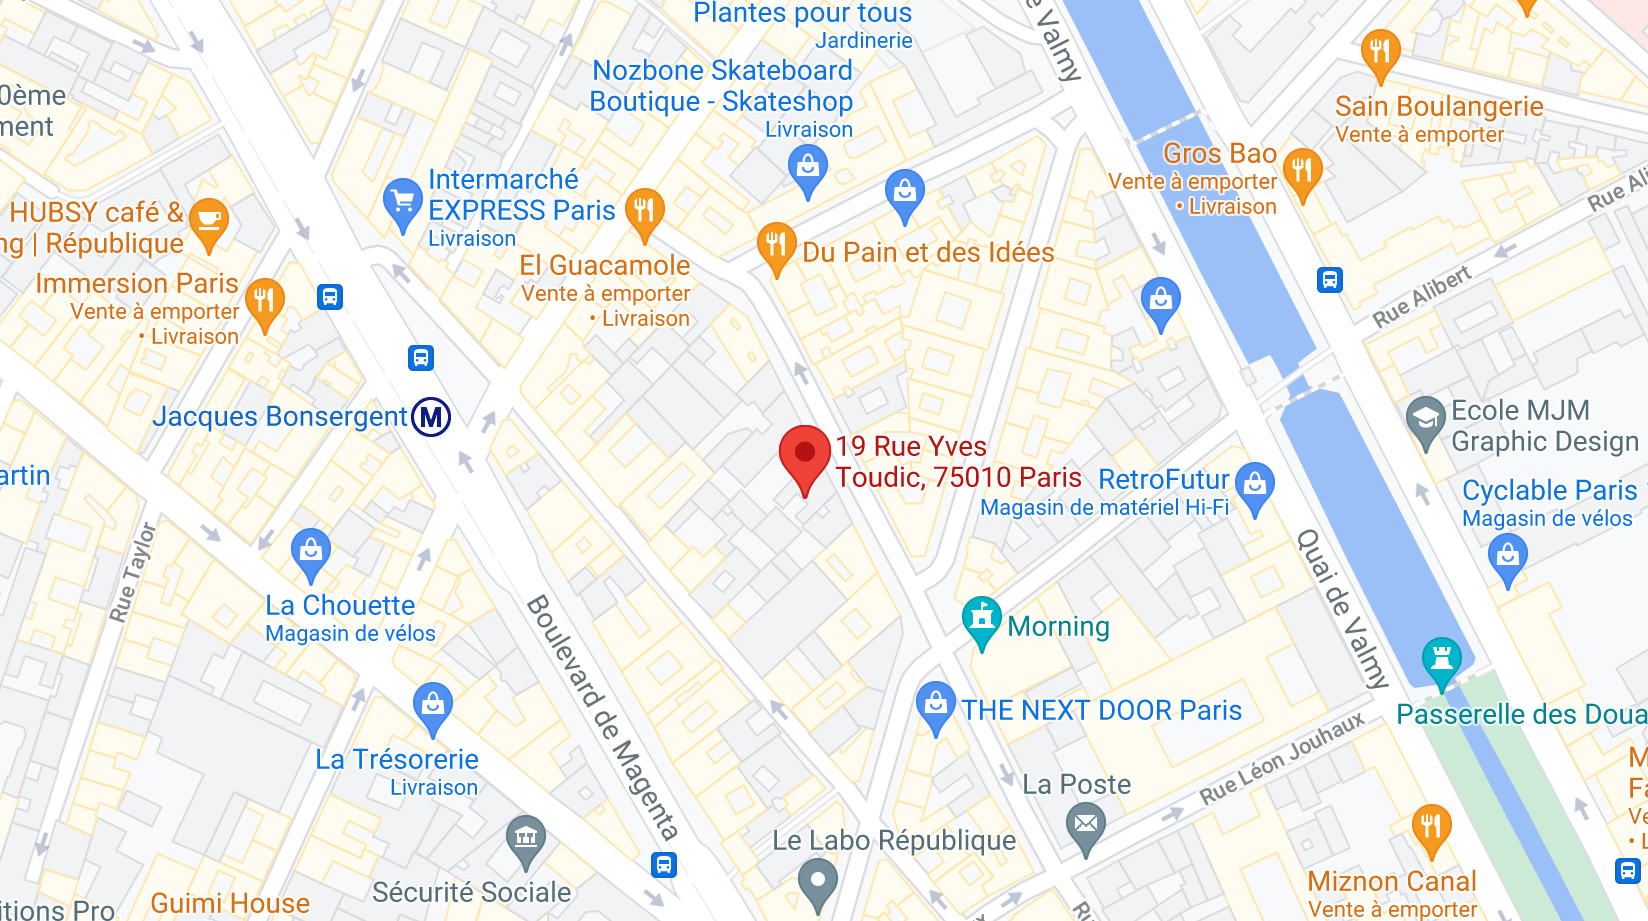 Plantes pour tous
Jardinerie
de Valmy
Nozbone Skateboard
Boutique - Skateshop
Livraison
0ème
ment
Sain Boulangerie
Vente à emporter
Gros Bao
Vente à emporter
• Livraison
Rue Ali
Intermarché
EXPRESS Paris
Livraison
HUBSY café &
ng | République
El Guacamole
Vente à emporter
• Livraison
Du Pain et des Idées
Immersion Paris
Vente à emporter
• Livraison
Rue Alibert
Jacques Bonsergent
M
19 Rue Yves
Toudic, 75010 Paris
Ecole MJM
Graphic Design
artin
RetroFutur
Magasin de matériel Hi-Fi
Cyclable Paris
Magasin de vélos
Rue Taylor
La Chouette
Magasin de vélos
Boulevard de Magenta
Quai de Valmy
Morning
THE NEXT DOOR Paris
Passerelle des Doua
Rue Léon Jouhaux
La Trésorerie
Livraison
La Poste
M
Fa
Ve
• L
Le Labo République
Sécurité Sociale
Guimi House
itions Pro
Miznon Canal
Vente à emporter
Ru